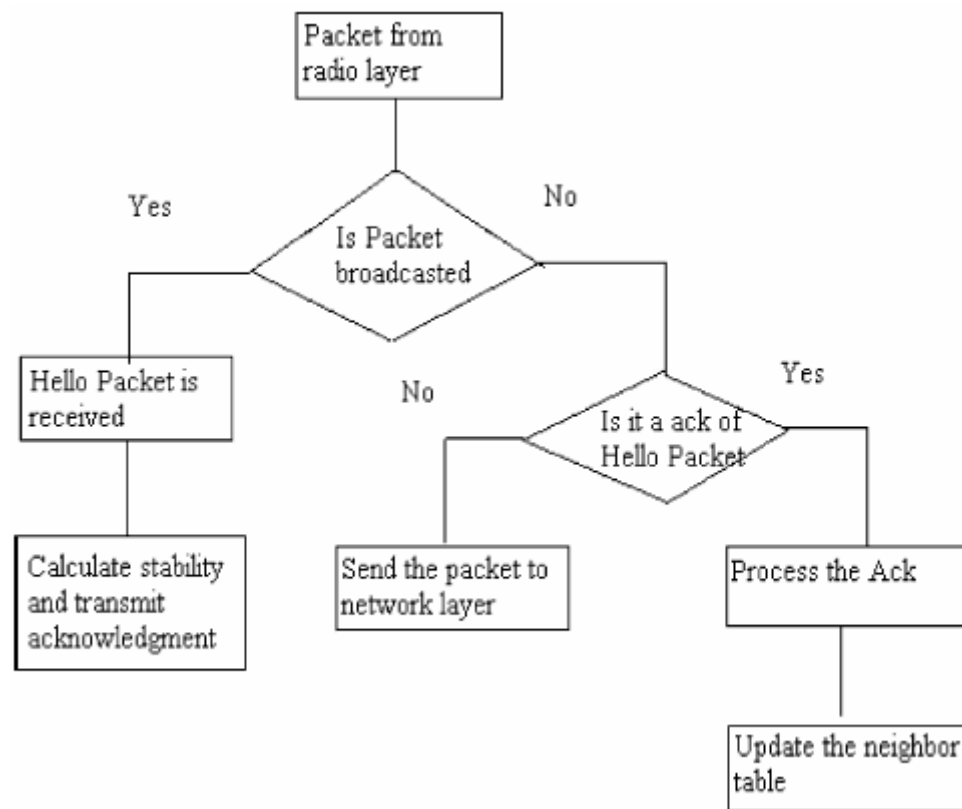 Packet from
radio layer
Yes
No
Is Packet
broadcasted
Hello Packet is
received
No
Yes
Is it a ack of
Hello Packet
Calculate stability
and transmit
acknowledgment
Send the packet to
network layer
Process the Ack
Update the neighbor
table